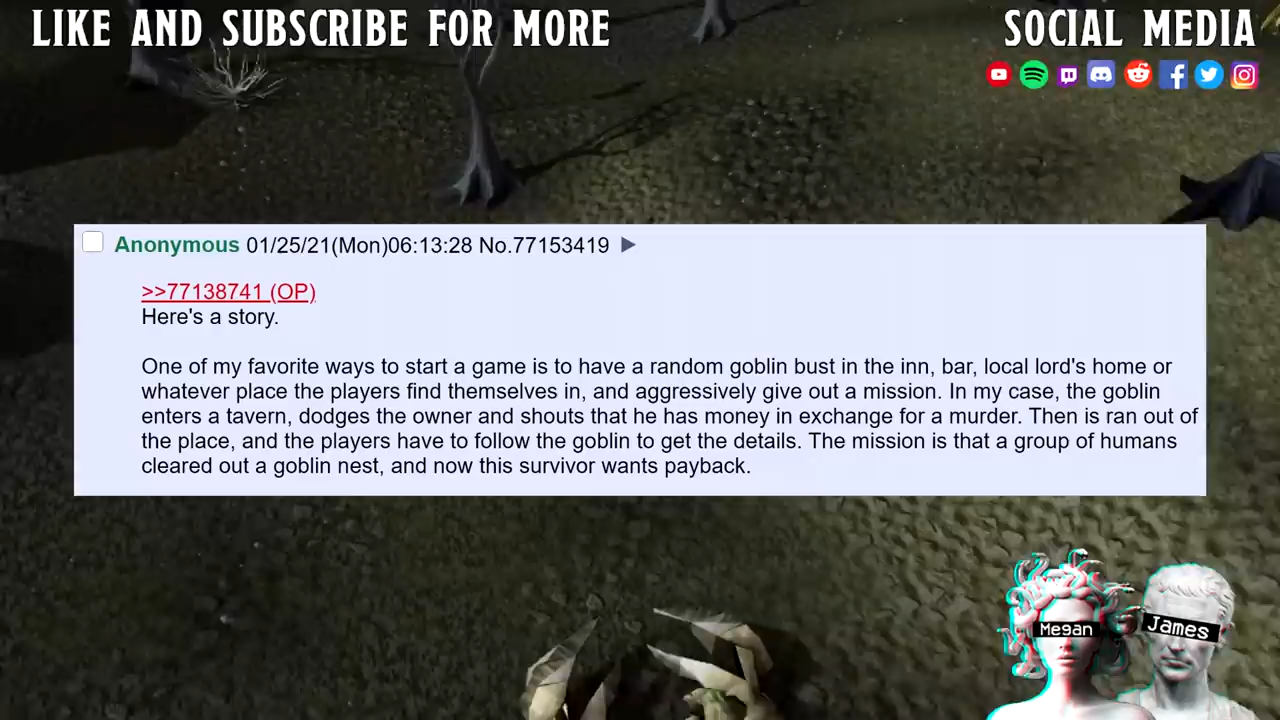 LIKE AND SUBSCRIBE FOR MORE
SOCIAL MEDIA
Anonymous 01/25/21(Mon)06:13:28 No.77153419
>>77138741 (OP)
Here's a story.
One of my favorite ways to start a game is to have a random goblin bust in the inn, bar, local lord's home or
whatever place the players find themselves in, and aggressively give out a mission. In my case, the goblin
enters a tavern, dodges the owner and shouts that he has money in exchange for a murder. Then is ran out of
the place, and the players have to follow the goblin to get the details. The mission is that a group of humans
cleared out a goblin nest, and now this survivor wants payback.
Megan
James